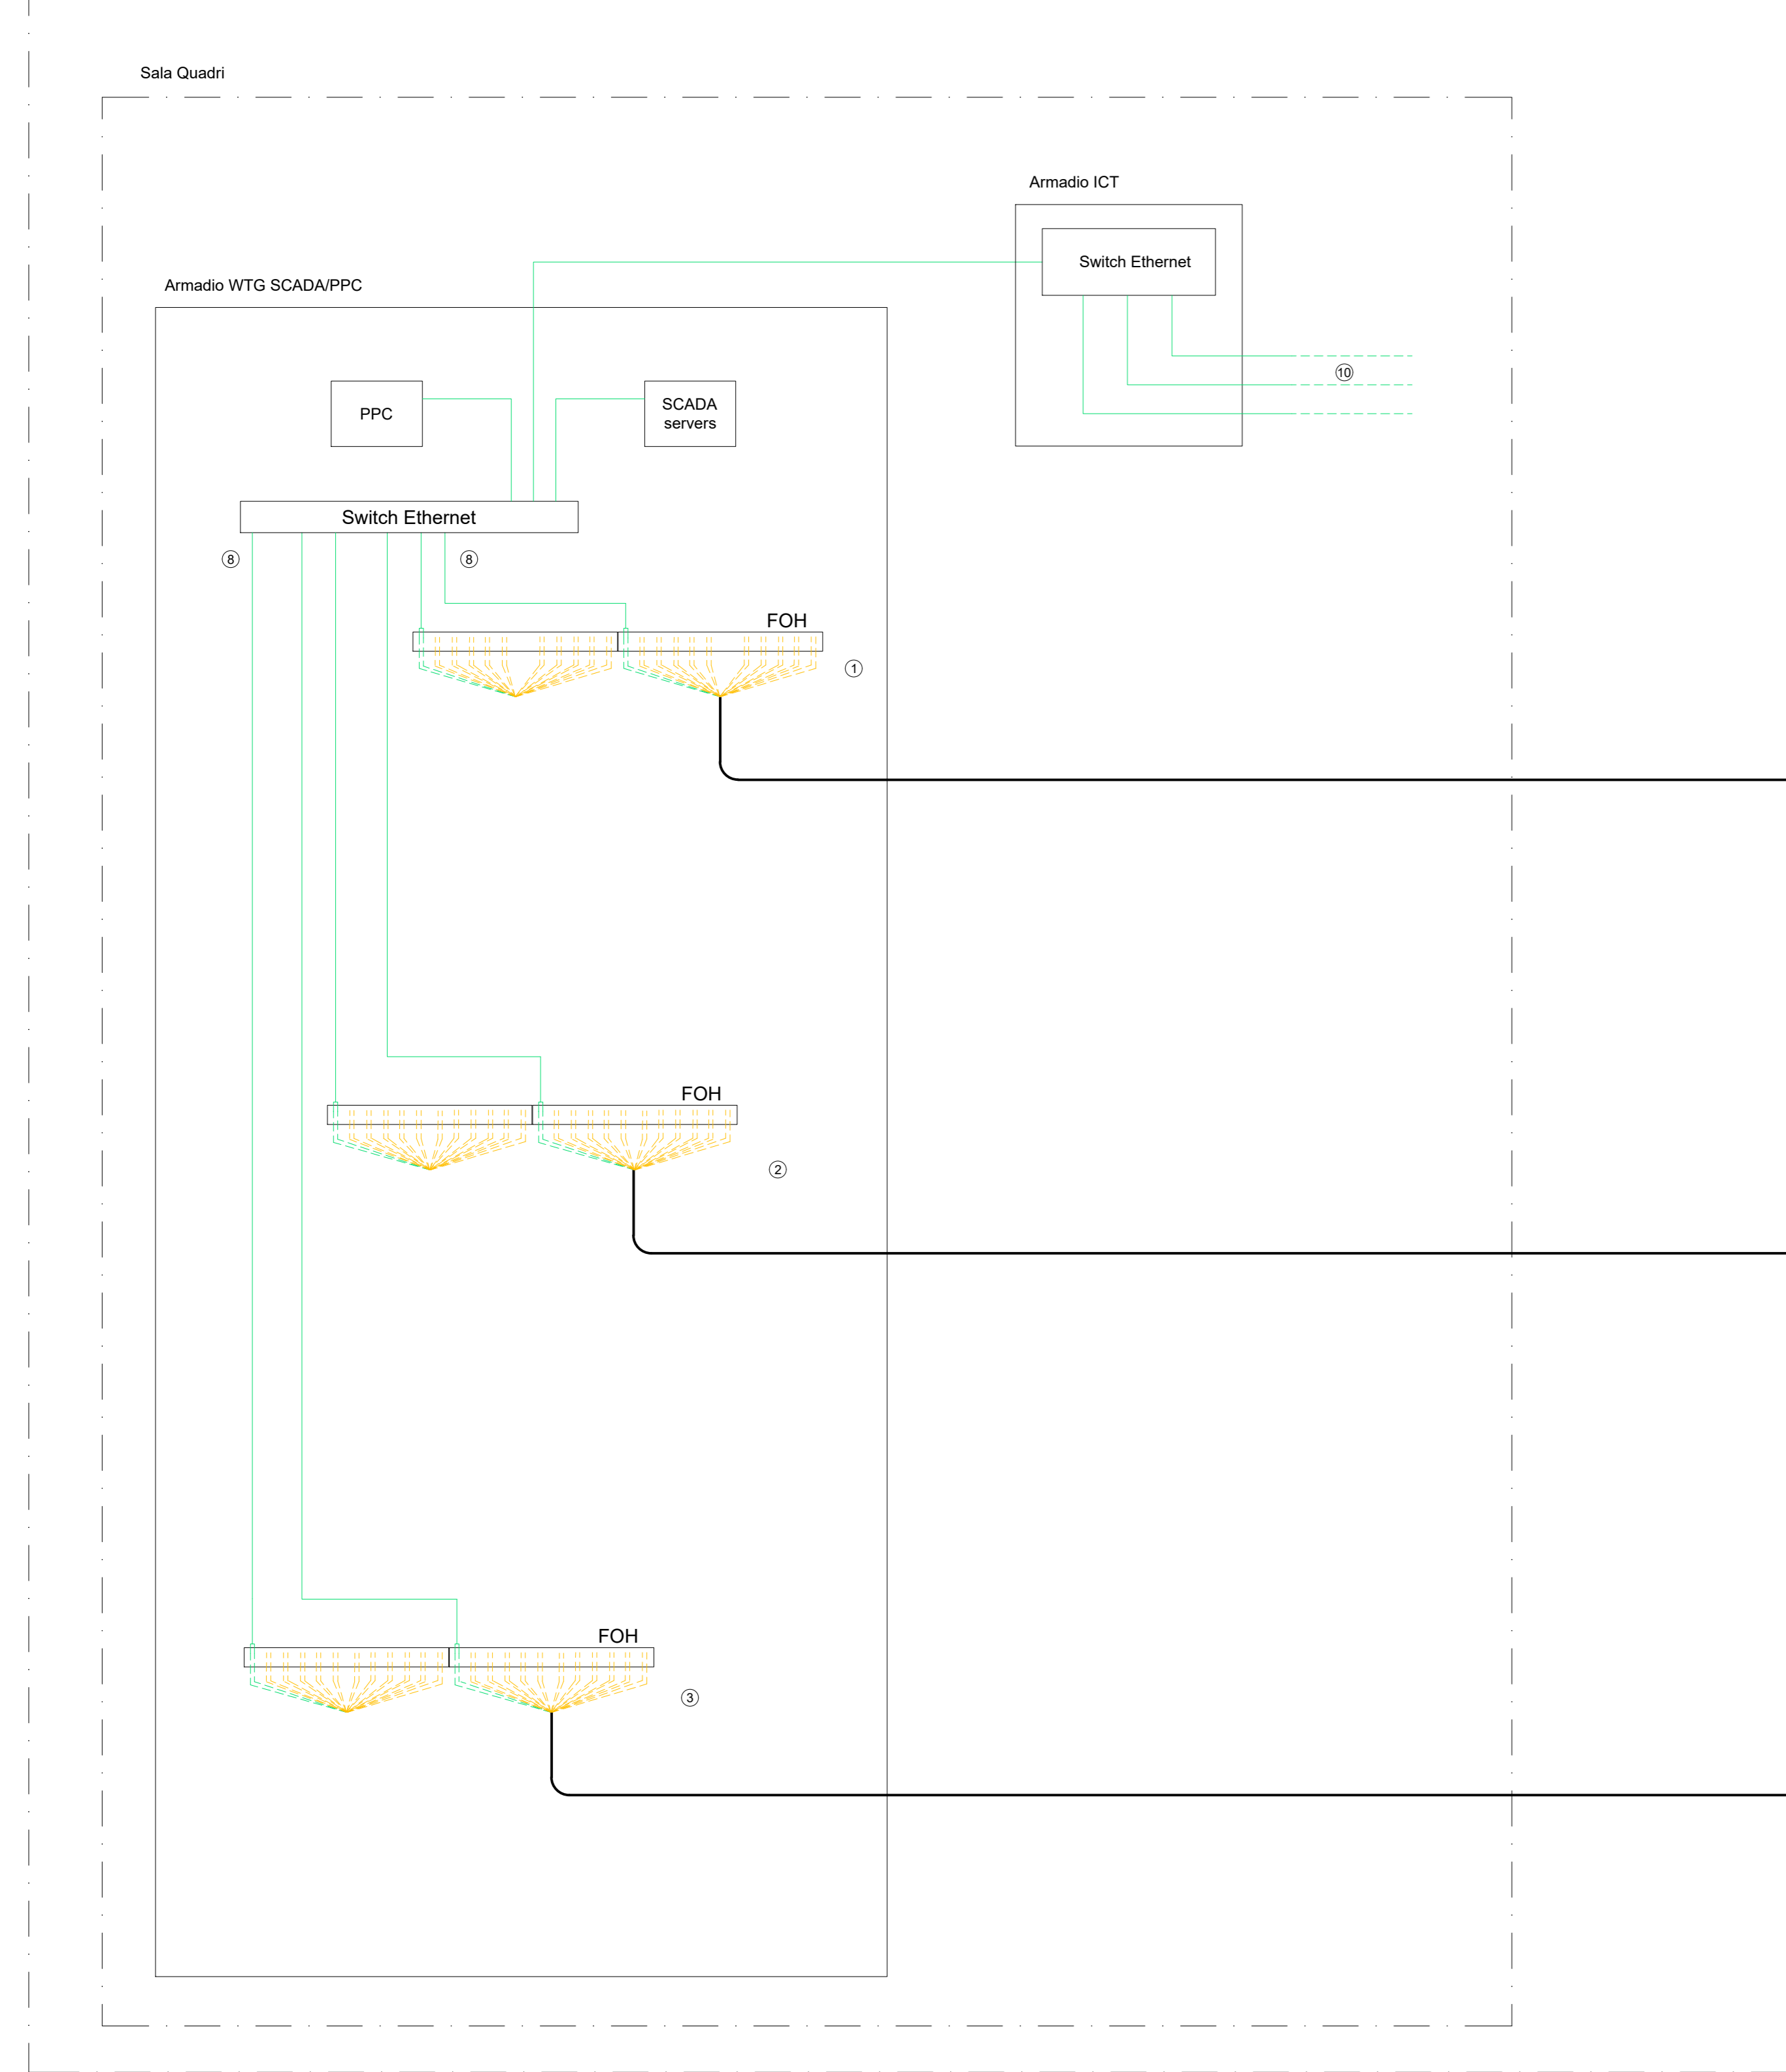 Sala Quadri
Armadio ICT
Switch Ethernet
Armadio WTG SCADA/PPC
10
PPC
SCADA
servers
Switch Ethernet
8
8
FOH
1
FOH
2
FOH
3